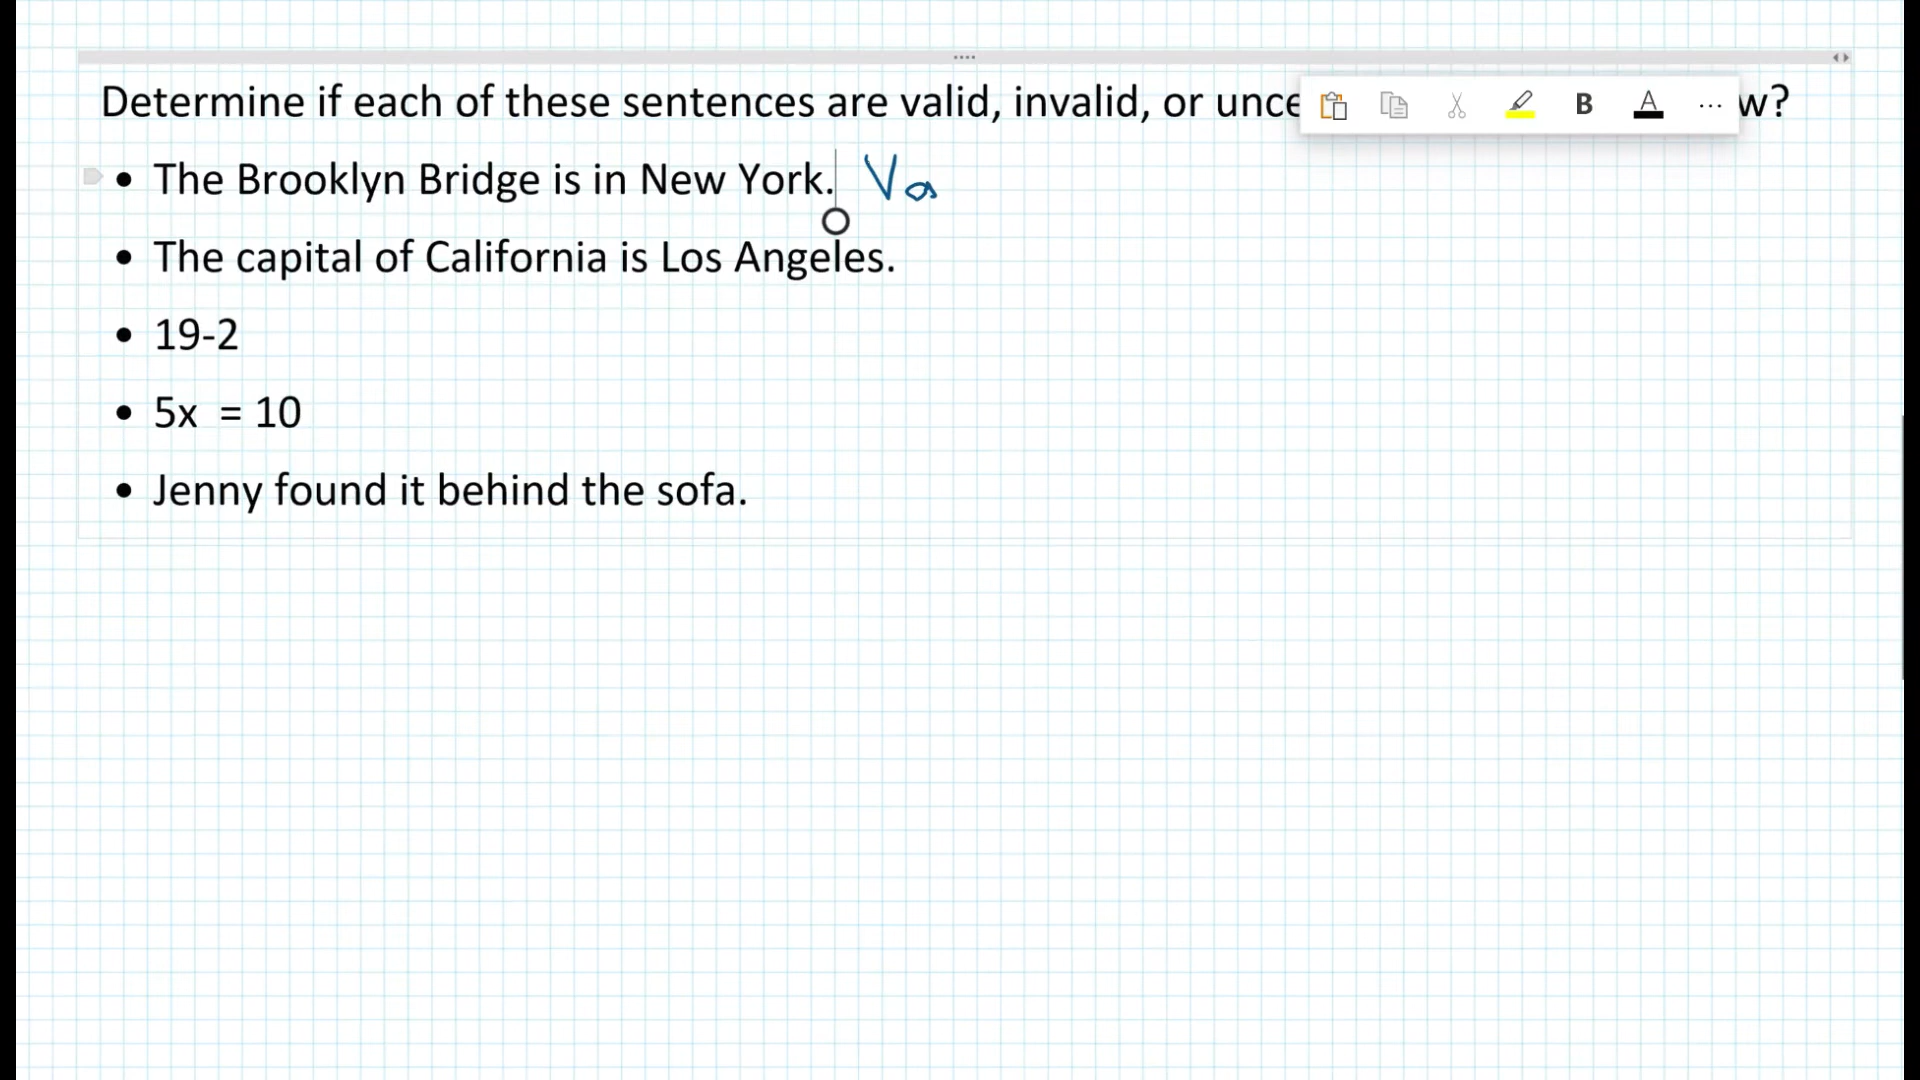 Determine if each of these sentences are valid, invalid, or unce w?
• The Brooklyn Bridge is in New York. Va
• The capital of California is Los Angeles.
• 19-2
• 5x = 10
• Jenny found it behind the sofa.